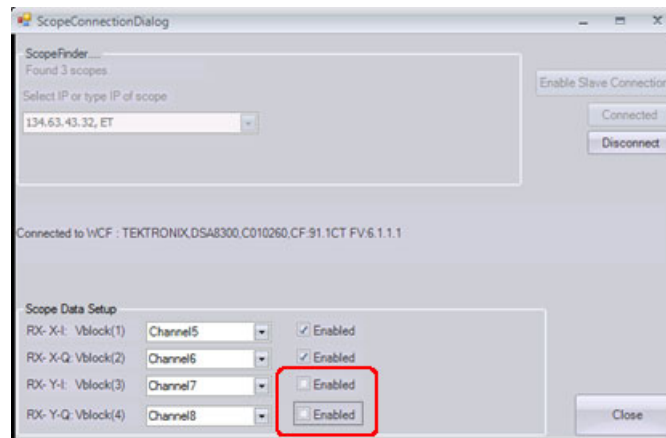 ScopeConnectionDialog
ScopeFinder....
Found 3 scopes
Enable Slave Connection
Select IP or type IP of scope
Connected
134.63.43.32, ET
Disconnect
Connected to WCF : TEKTRONIX,DSA8300,C010260,CF:91.1CT FV:6.1.1.1
Scope Data Setup
RX- X-I: Vblock(1) Channel5 Enabled
RX- X-Q: Vblock(2) Channel6 Enabled
RX- Y-I: Vblock(3) Channel7 Enabled
RX- Y-Q: Vblock(4) Channel8 Enabled
Close